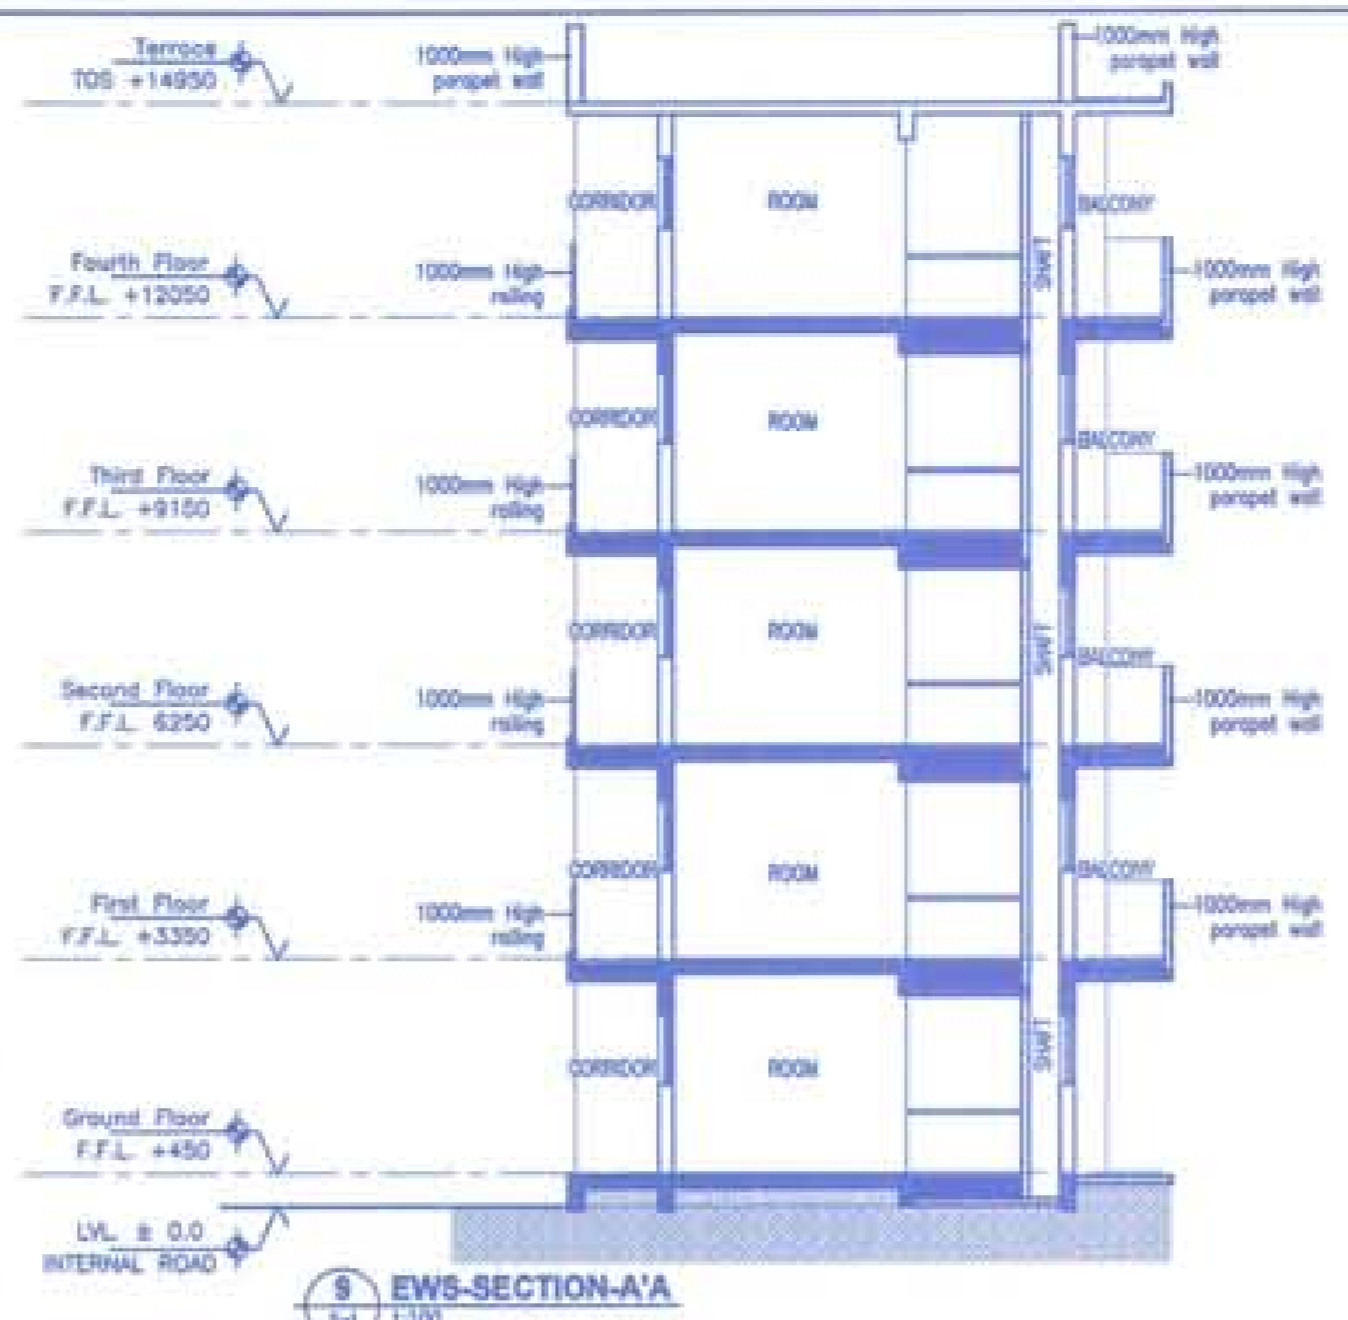 Terrace
TOS +14950
1000mm High
parapet wall
1000mm High
parapet wall
CORRIDOR
ROOM
SHAFT
BALCONY
Fourth Floor
F.F.L. +12050
1000mm High
railing
1000mm High
parapet wall
CORRIDOR
ROOM
BALCONY
Third Floor
F.F.L. +9150
1000mm High
railing
1000mm High
parapet wall
CORRIDOR
ROOM
SHAFT
BALCONY
Second Floor
F.F.L. 6250
1000mm High
railing
1000mm High
parapet wall
CORRIDOR
ROOM
BALCONY
First Floor
F.F.L. +3350
1000mm High
railing
1000mm High
parapet wall
CORRIDOR
ROOM
SHAFT
Ground Floor
F.F.L. +450
LVL. ± 0.0
INTERNAL ROAD
9
EWS-SECTION-A'A
1:100